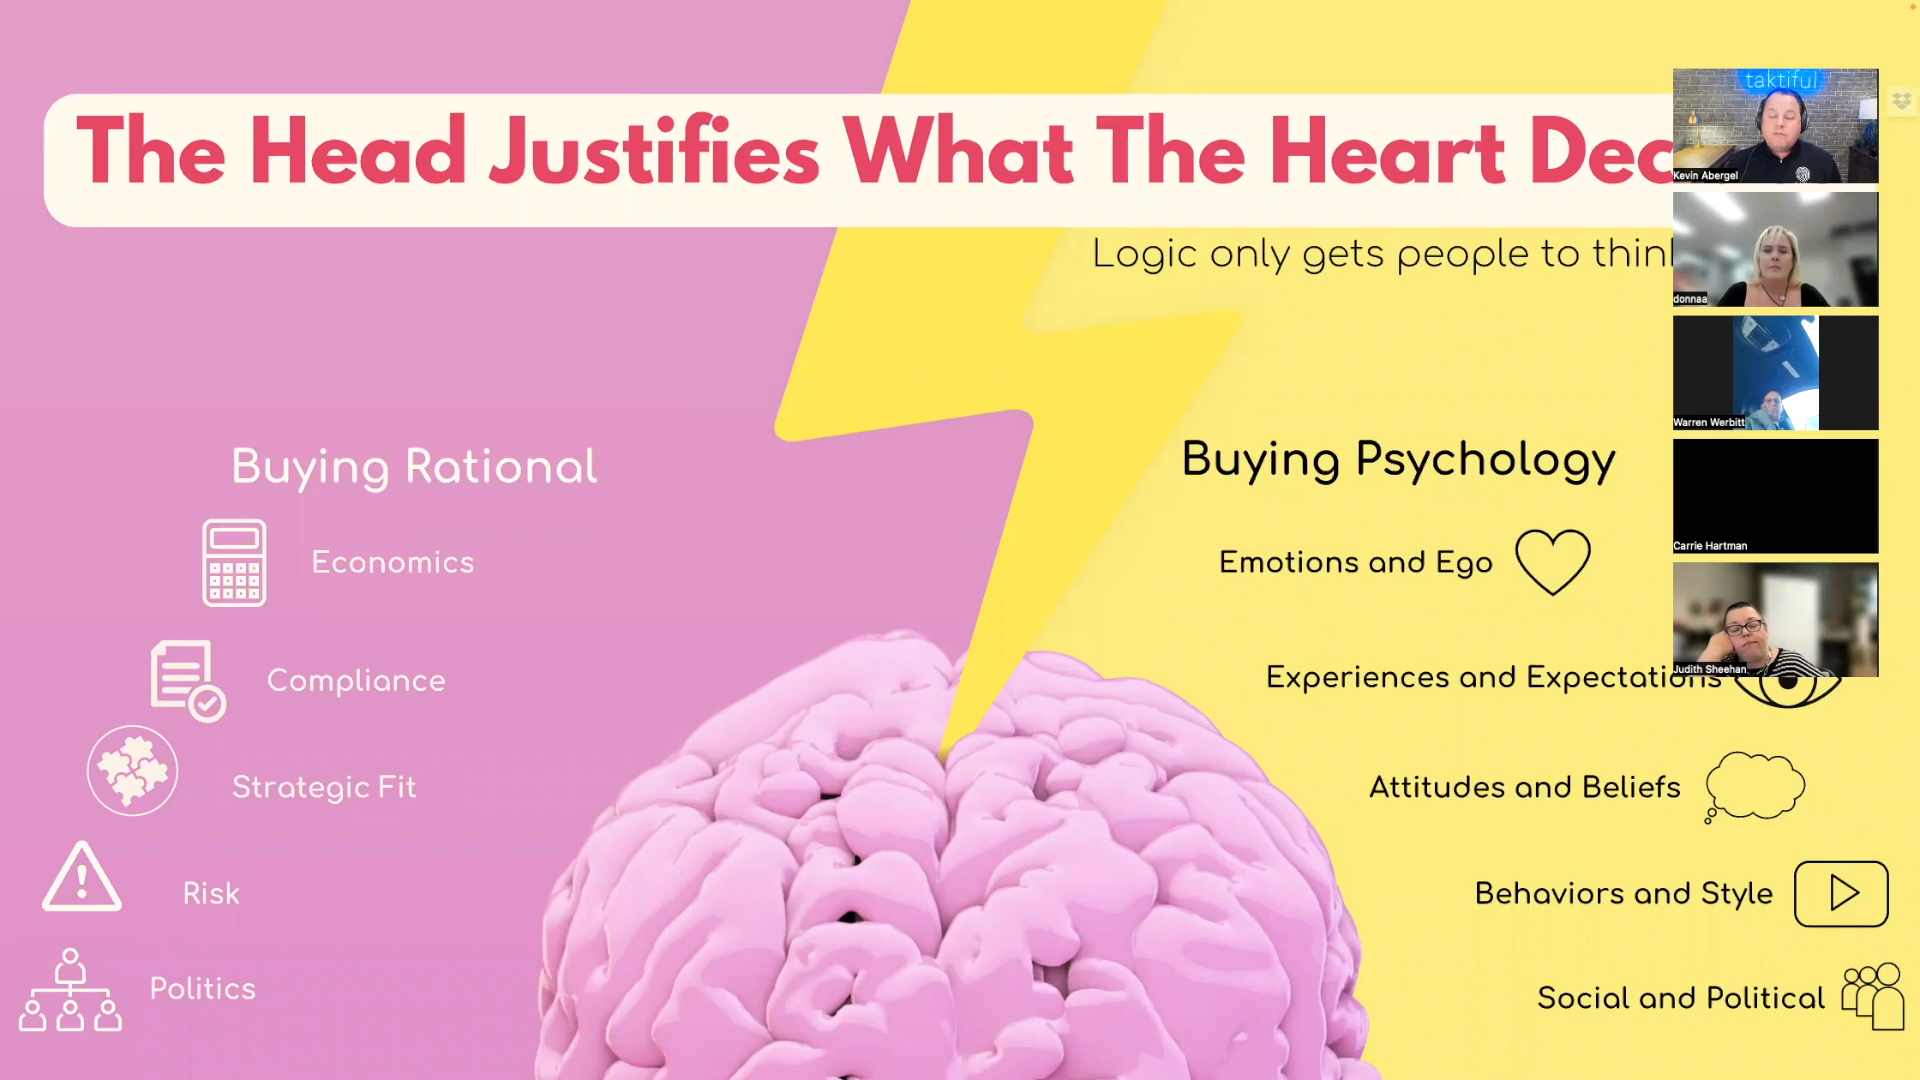 The Head Justifies What The Heart Dec
Logic only gets people to think
Buying Rational
Economics
Compliance
Strategic Fit
Risk
Politics
Buying Psychology
Emotions and Ego
Experiences and Expectations
Attitudes and Beliefs
Behaviors and Style
Social and Political
taktiful
Kevin Abergel
donnaa
Warren Werbitt
Carrie Hartman
Judith Sheehan